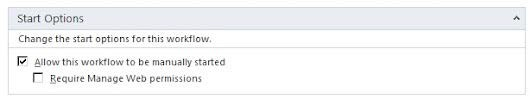 Start Options
Change the start options for this workflow.
Allow this workflow to be manually started
Require Manage Web permissions